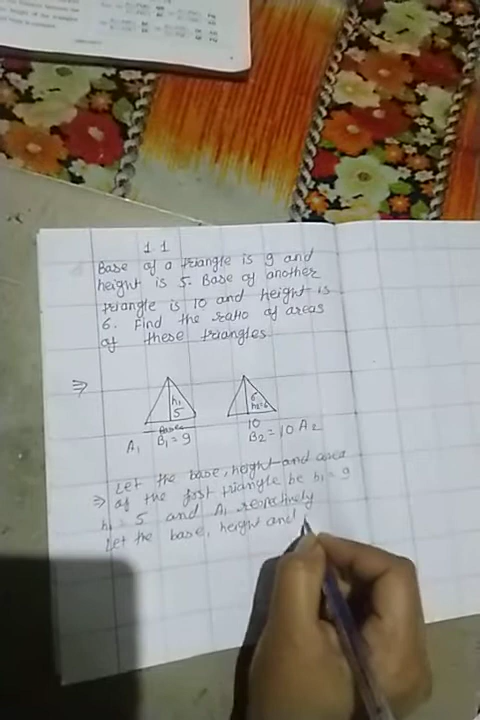 1 1
Base of a triangle is 9 and
height is 5. Base of another
triangle is 10 and height is
6. Find the ratio of areas
of these triangles.
⇒
h₁
5
6
h₂=6
10
A₁ B₁ = 9
B₂ = 10 A₂
⇒ Let the base, height and area
of the first triangle be b₁ = 9
h₁ = 5 and A₁ respectively
Let the base, height and